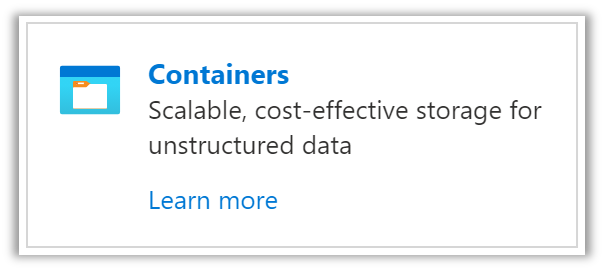 Containers
Scalable, cost-effective storage for
unstructured data
Learn more